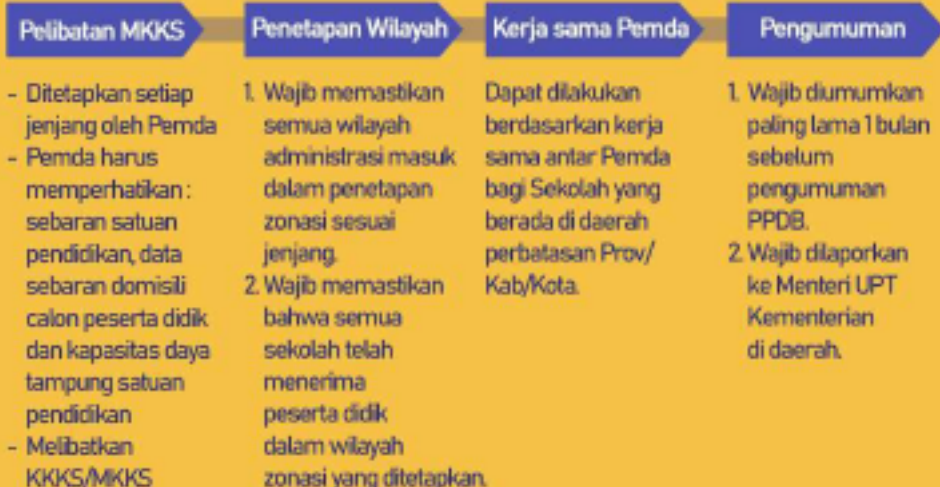 Pelibatan MKKS
- Ditetapkan setiap
jenjang oleh Pemda
- Pemda harus
memperhatikan :
sebaran satuan
pendidikan, data
sebaran domisili
calon peserta didik
dan kapasitas daya
tampung satuan
pendidikan
- Melibatkan
KKKS/MKKS
Penetapan Wilayah
1. Wajib memastikan
semua wilayah
administrasi masuk
dalam penetapan
zonasi sesuai
jenjang.
2. Wajib memastikan
bahwa semua
sekolah telah
menerima
peserta didik
dalam wilayah
zonasi yang ditetapkan.
Kerja sama Pemda
Dapat dilakukan
berdasarkan kerja
sama antar Pemda
bagi Sekolah yang
berada di daerah
perbatasan Prov/
Kab/Kota.
Pengumuman
1. Wajib diumumkan
paling lama 1 bulan
sebelum
pengumuman
PPDB.
2. Wajib dilaporkan
ke Menteri UPT
Kementerian
di daerah.